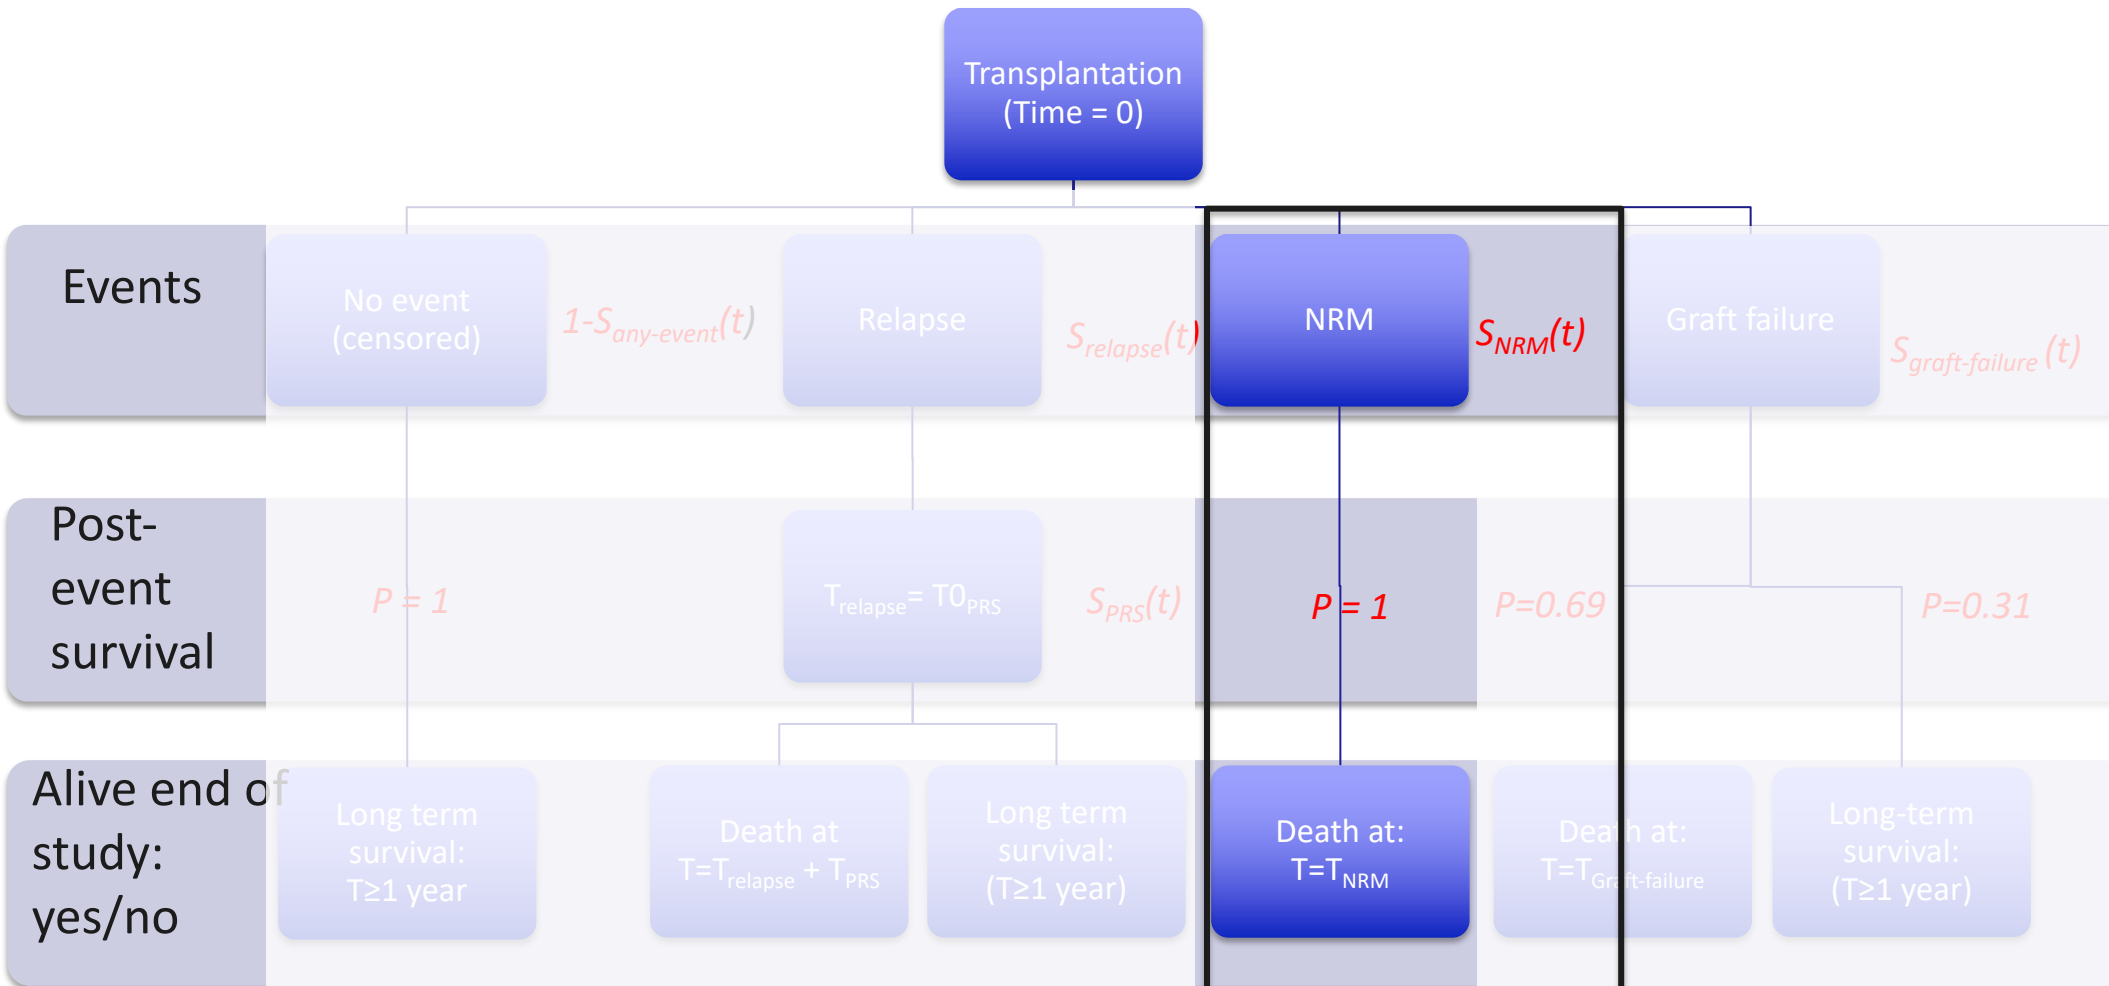 Transplantation
(Time = 0)
Events
No event
(censored)
1-S_any-event(t)
Relapse
S_relapse(t)
NRM
S_NRM(t)
Graft failure
S_graft-failure (t)
Post-
event
survival
P = 1
T_relapse= T0_PRS
S_PRS(t)
P = 1
P=0.69
P=0.31
Alive end of
study:
yes/no
Long term
survival:
T≥1 year
Death at
T=T_relapse + T_PRS
Long term
survival:
(T≥1 year)
Death at:
T=T_NRM
Death at:
T=T_Graft-failure
Long-term
survival:
(T≥1 year)